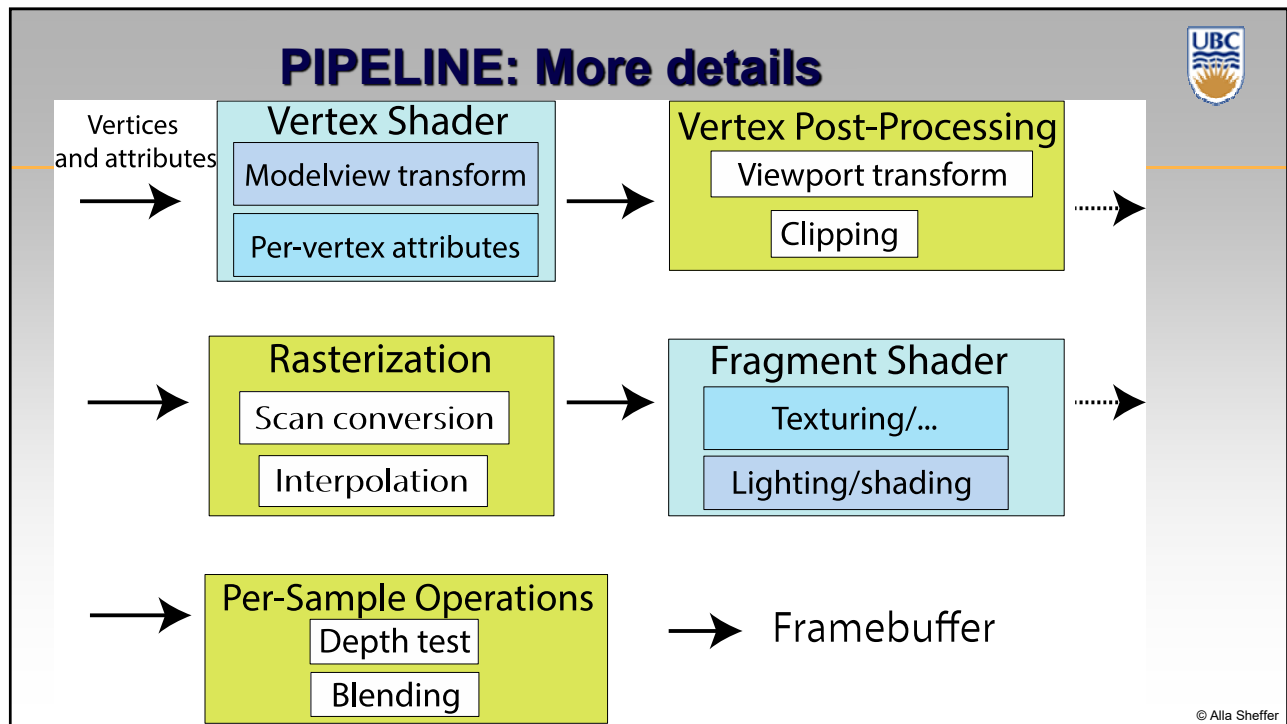 PIPELINE: More details
UBC
Vertices
and attributes
Vertex Shader
Modelview transform
Per-vertex attributes
Vertex Post-Processing
Viewport transform
Clipping
Rasterization
Scan conversion
Interpolation
Fragment Shader
Texturing/...
Lighting/shading
Per-Sample Operations
Depth test
Blending
Framebuffer
© Alla Sheffer